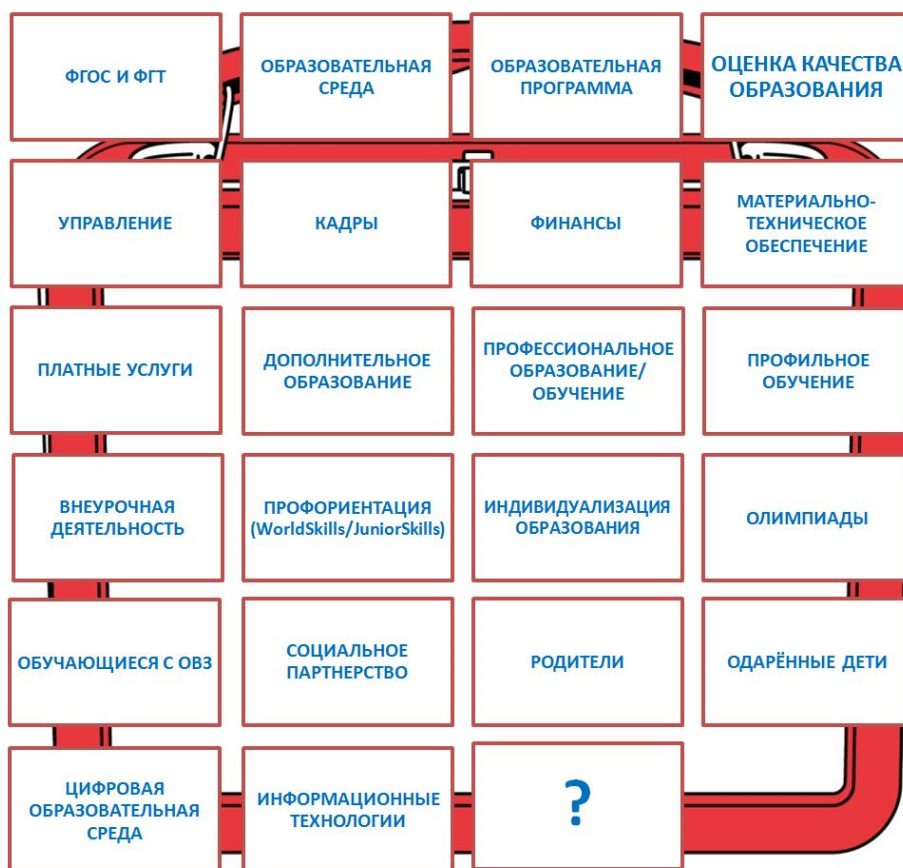 ФГОС И ФГТ
ОБРАЗОВАТЕЛЬНАЯ
СРЕДА
ОБРАЗОВАТЕЛЬНАЯ
ПРОГРАММА
ОЦЕНКА КАЧЕСТВА
ОБРАЗОВАНИЯ
УПРАВЛЕНИЕ
КАДРЫ
ФИНАНСЫ
МАТЕРИАЛЬНО-
ТЕХНИЧЕСКОЕ
ОБЕСПЕЧЕНИЕ
ПЛАТНЫЕ УСЛУГИ
ДОПОЛНИТЕЛЬНОЕ
ОБРАЗОВАНИЕ
ПРОФЕССИОНАЛЬНОЕ
ОБРАЗОВАНИЕ/
ОБУЧЕНИЕ
ПРОФИЛЬНОЕ
ОБУЧЕНИЕ
ВНЕУРОЧНАЯ
ДЕЯТЕЛЬНОСТЬ
ПРОФОРИЕНТАЦИЯ
(WorldSkills/JuniorSkills)
ИНДИВИДУАЛИЗАЦИЯ
ОБРАЗОВАНИЯ
ОЛИМПИАДЫ
ОБУЧАЮЩИЕСЯ С ОВЗ
СОЦИАЛЬНОЕ
ПАРТНЕРСТВО
РОДИТЕЛИ
ОДАРЁННЫЕ ДЕТИ
ЦИФРОВАЯ
ОБРАЗОВАТЕЛЬНАЯ
СРЕДА
ИНФОРМАЦИОННЫЕ
ТЕХНОЛОГИИ
?